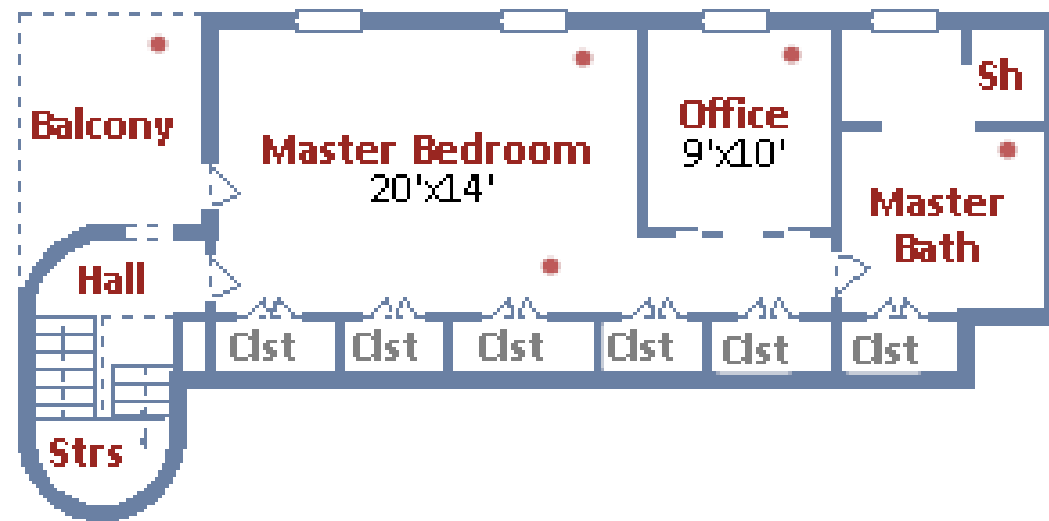 Sh
Office
9'x10'
Balcony
Master Bedroom
20'x14'
Master
Bath
Hall
Clst
Clst
Clst
Clst
Clst
Clst
Strs